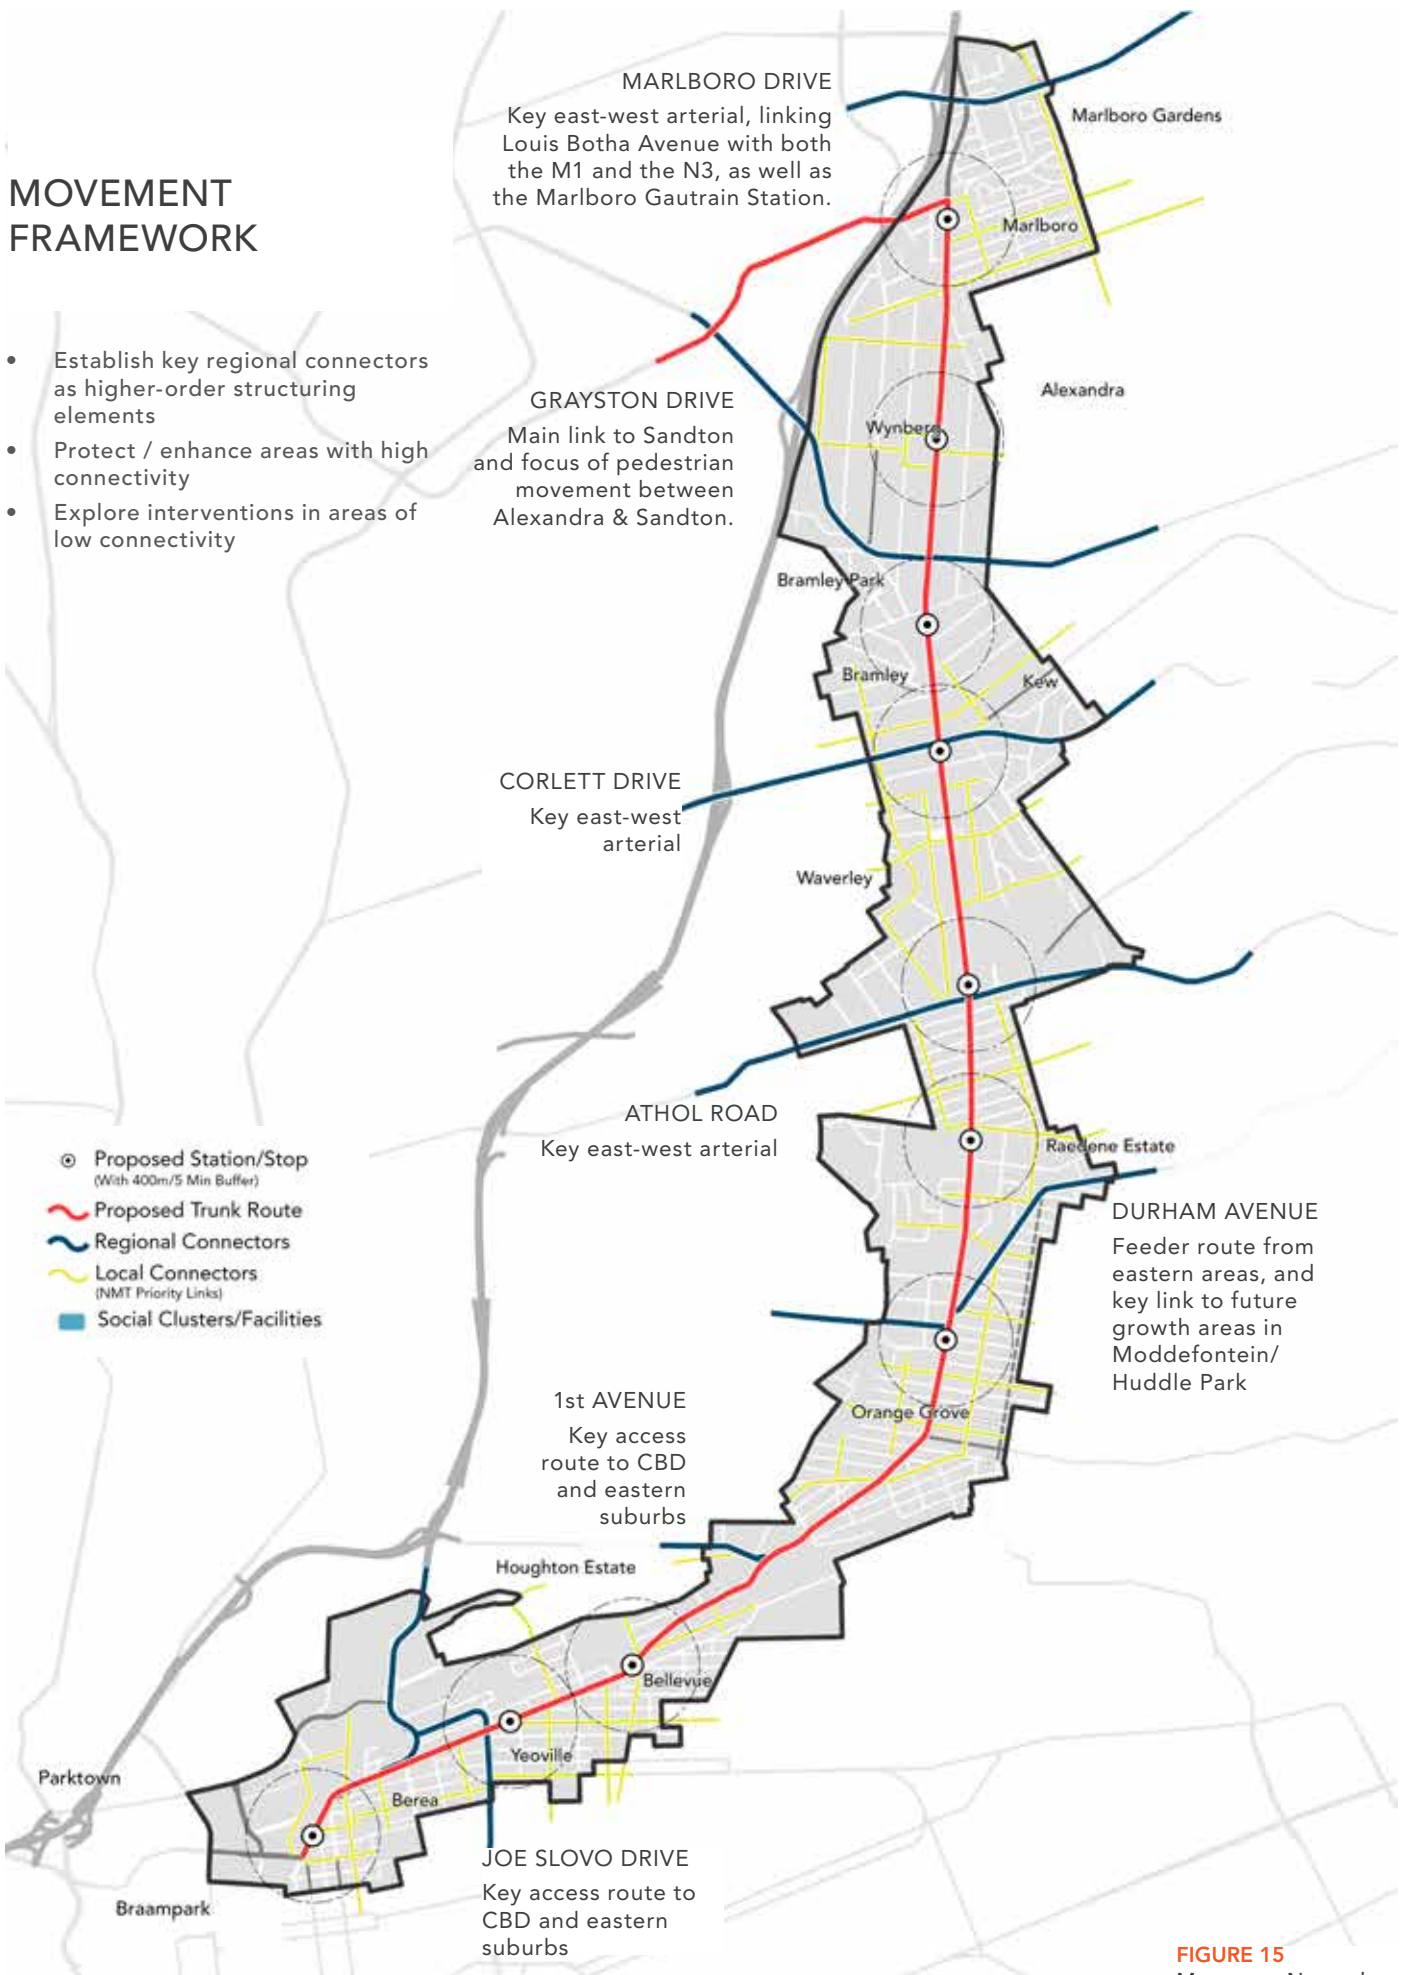 MARLBORO DRIVE
Key east-west arterial, linking
Louis Botha Avenue with both
the M1 and the N3, as well as
the Marlboro Gautrain Station.
Marlboro Gardens
MOVEMENT
FRAMEWORK
Marlboro
• Establish key regional connectors
as higher-order structuring
elements
• Protect / enhance areas with high
connectivity
• Explore interventions in areas of
low connectivity
Alexandra
GRAYSTON DRIVE
Main link to Sandton
and focus of pedestrian
movement between
Alexandra & Sandton.
Wynberg
Bramley Park
Bramley
Kew
CORLETT DRIVE
Key east-west
arterial
Waverley
ATHOL ROAD
Key east-west arterial
Raedene Estate
Proposed Station/Stop
(With 400m/5 Min Buffer)
Proposed Trunk Route
Regional Connectors
Local Connectors
(NMT Priority Links)
Social Clusters/Facilities
DURHAM AVENUE
Feeder route from
eastern areas, and
key link to future
growth areas in
Moddefontein/
Huddle Park
1st AVENUE
Key access
route to CBD
and eastern
suburbs
Orange Grove
Houghton Estate
Bellevue
Yeoville
Parktown
Berea
JOE SLOVO DRIVE
Key access route to
CBD and eastern
suburbs
Braampark
FIGURE 15